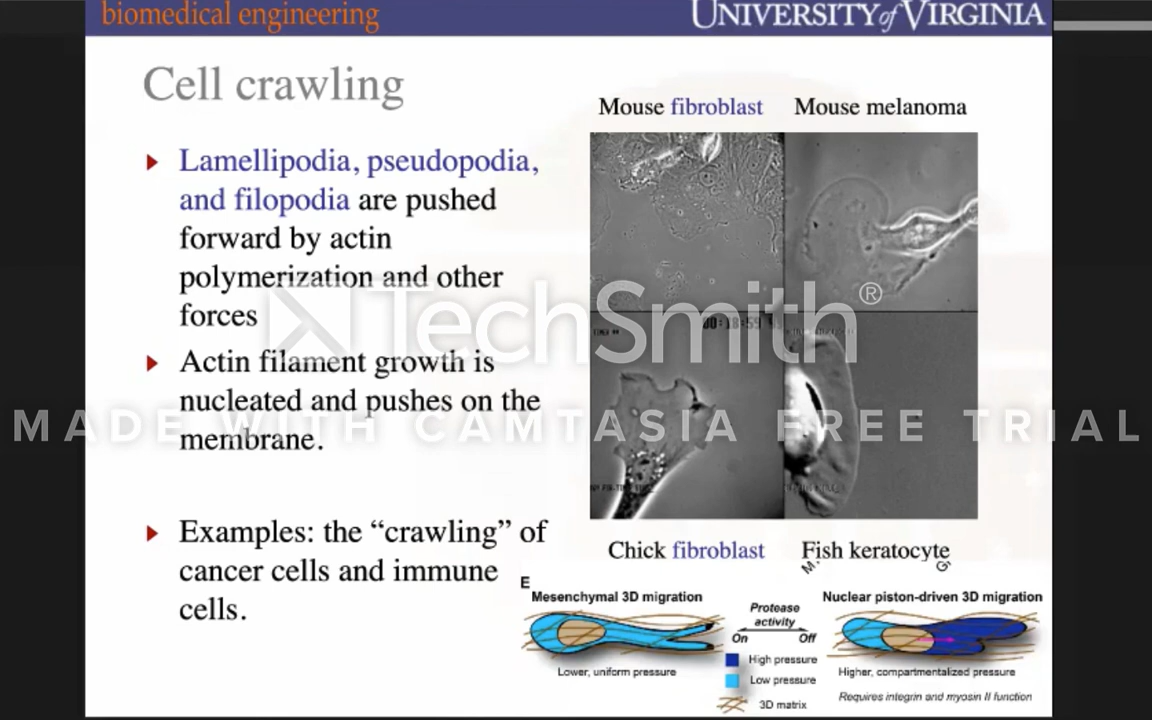 biomedical engineering
UNIVERSITY of VIRGINIA
Cell crawling
Lamellipodia, pseudopodia,
and filopodia are pushed
forward by actin
polymerization and other
forces
Actin filament growth is
nucleated and pushes on the
membrane.
Examples: the “crawling” of
cancer cells and immune
cells.
Mouse fibroblast
Mouse melanoma
00:18:59
Chick fibroblast
Fish keratocyte
TechSmith®
MADE WITH CAMTASIA FREE TRIAL
E
Mesenchymal 3D migration
Lower, uniform pressure
Protease
activity
On Off
High pressure
Low pressure
3D matrix
Nuclear piston-driven 3D migration
Higher, compartmentalized pressure
Requires integrin and myosin II function